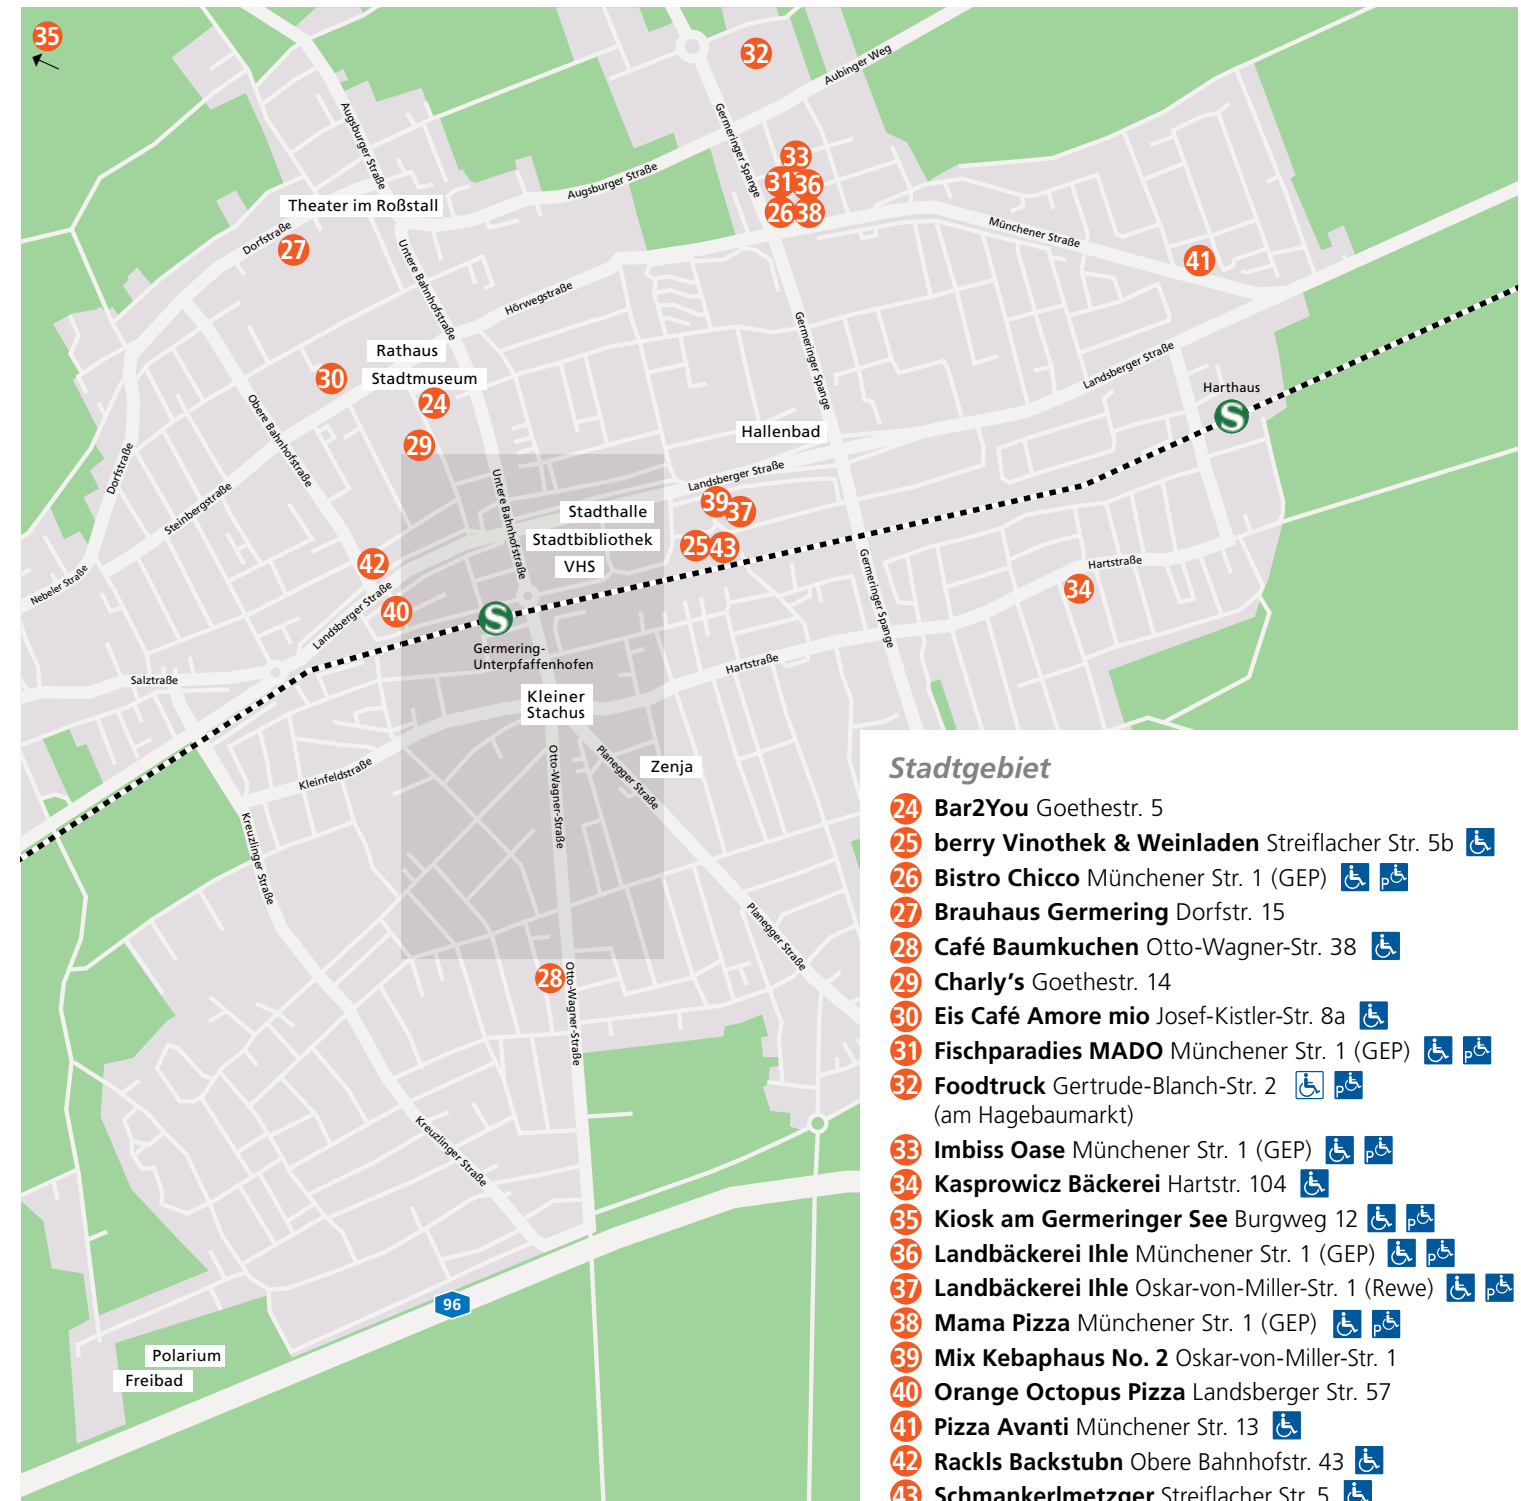 35
32
Aubinger Weg
Augsburger Straße
Germeringer Spange
33
31
36
26
38
Augsburger Straße
Theater im Roßstall
Dorfstraße
27
Untere Bahnhofstraße
Münchener Straße
41
Hörwegstraße
Germeringer Spange
Rathaus
Stadtmuseum
30
24
29
Landsberger Straße
Harthaus
S
Obere Bahnhofstraße
Hallenbad
Dorfstraße
Steinbergstraße
Untere Bahnhofstraße
Landsberger Straße
39
37
Stadthalle
Stadtbibliothek
VHS
25
43
42
Nebeler Straße
Landsberger Straße
40
S
Germering-
Unterpfaffenhofen
Germeringer Spange
Hartstraße
34
Hartstraße
Salztraße
Kleiner
Stachus
Kleinfeldstraße
Otto-Wagner-Straße
Planegger Straße
Zenja
Kreuzlinger Straße
Planegger Straße
28
Otto-Wagner-Straße
Kreuzlinger Straße
96
Polarium
Freibad
Stadtgebiet
24 Bar2You Goethestr. 5
25 berry Vinothek & Weinladen Streiflacher Str. 5b
26 Bistro Chicco Münchener Str. 1 (GEP) P
27 Brauhaus Germering Dorfstr. 15
28 Café Baumkuchen Otto-Wagner-Str. 38
29 Charly’s Goethestr. 14
30 Eis Café Amore mio Josef-Kistler-Str. 8a
31 Fischparadies MADO Münchener Str. 1 (GEP) P
32 Foodtruck Gertrude-Blanch-Str. 2 P
(am Hagebaumarkt)
33 Imbiss Oase Münchener Str. 1 (GEP) P
34 Kasprowicz Bäckerei Hartstr. 104
35 Kiosk am Germeringer See Burgweg 12 P
36 Landbäckerei Ihle Münchener Str. 1 (GEP) P
37 Landbäckerei Ihle Oskar-von-Miller-Str. 1 (Rewe) P
38 Mama Pizza Münchener Str. 1 (GEP) P
39 Mix Kebaphaus No. 2 Oskar-von-Miller-Str. 1
40 Orange Octopus Pizza Landsberger Str. 57
41 Pizza Avanti Münchener Str. 13
42 Rackls Backstubn Obere Bahnhofstr. 43
43 Schmankerlmetzger Streiflacher Str. 5